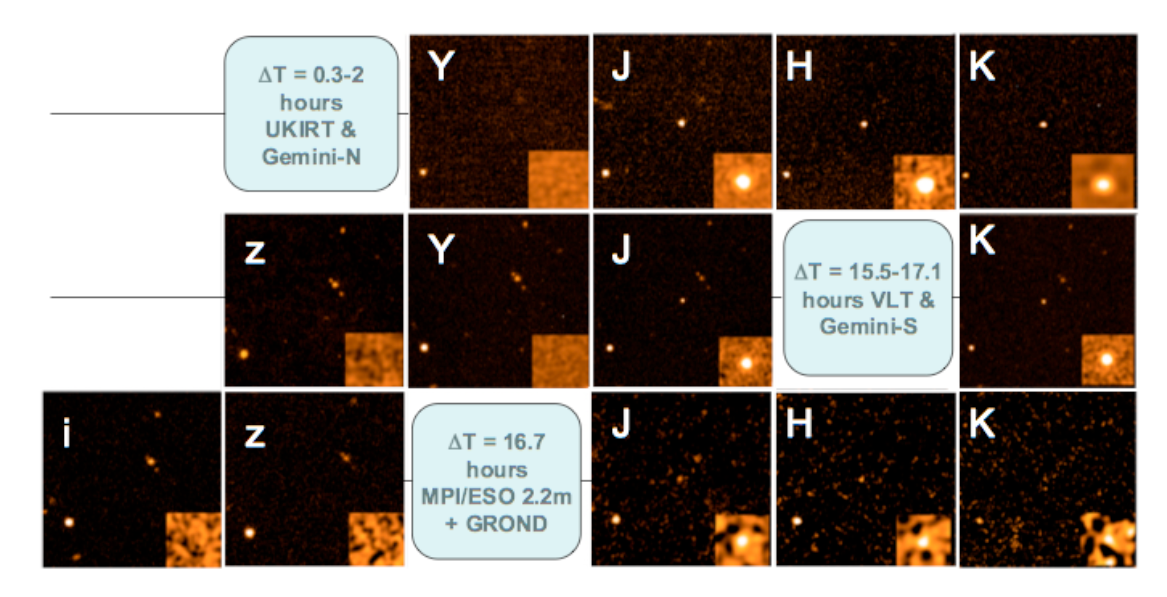 ΔT = 0.3-2
hours
UKIRT &
Gemini-N
Y
J
H
K
z
Y
J
ΔT = 15.5-17.1
hours VLT &
Gemini-S
K
i
z
ΔT = 16.7
hours
MPI/ESO 2.2m
+ GROND
J
H
K